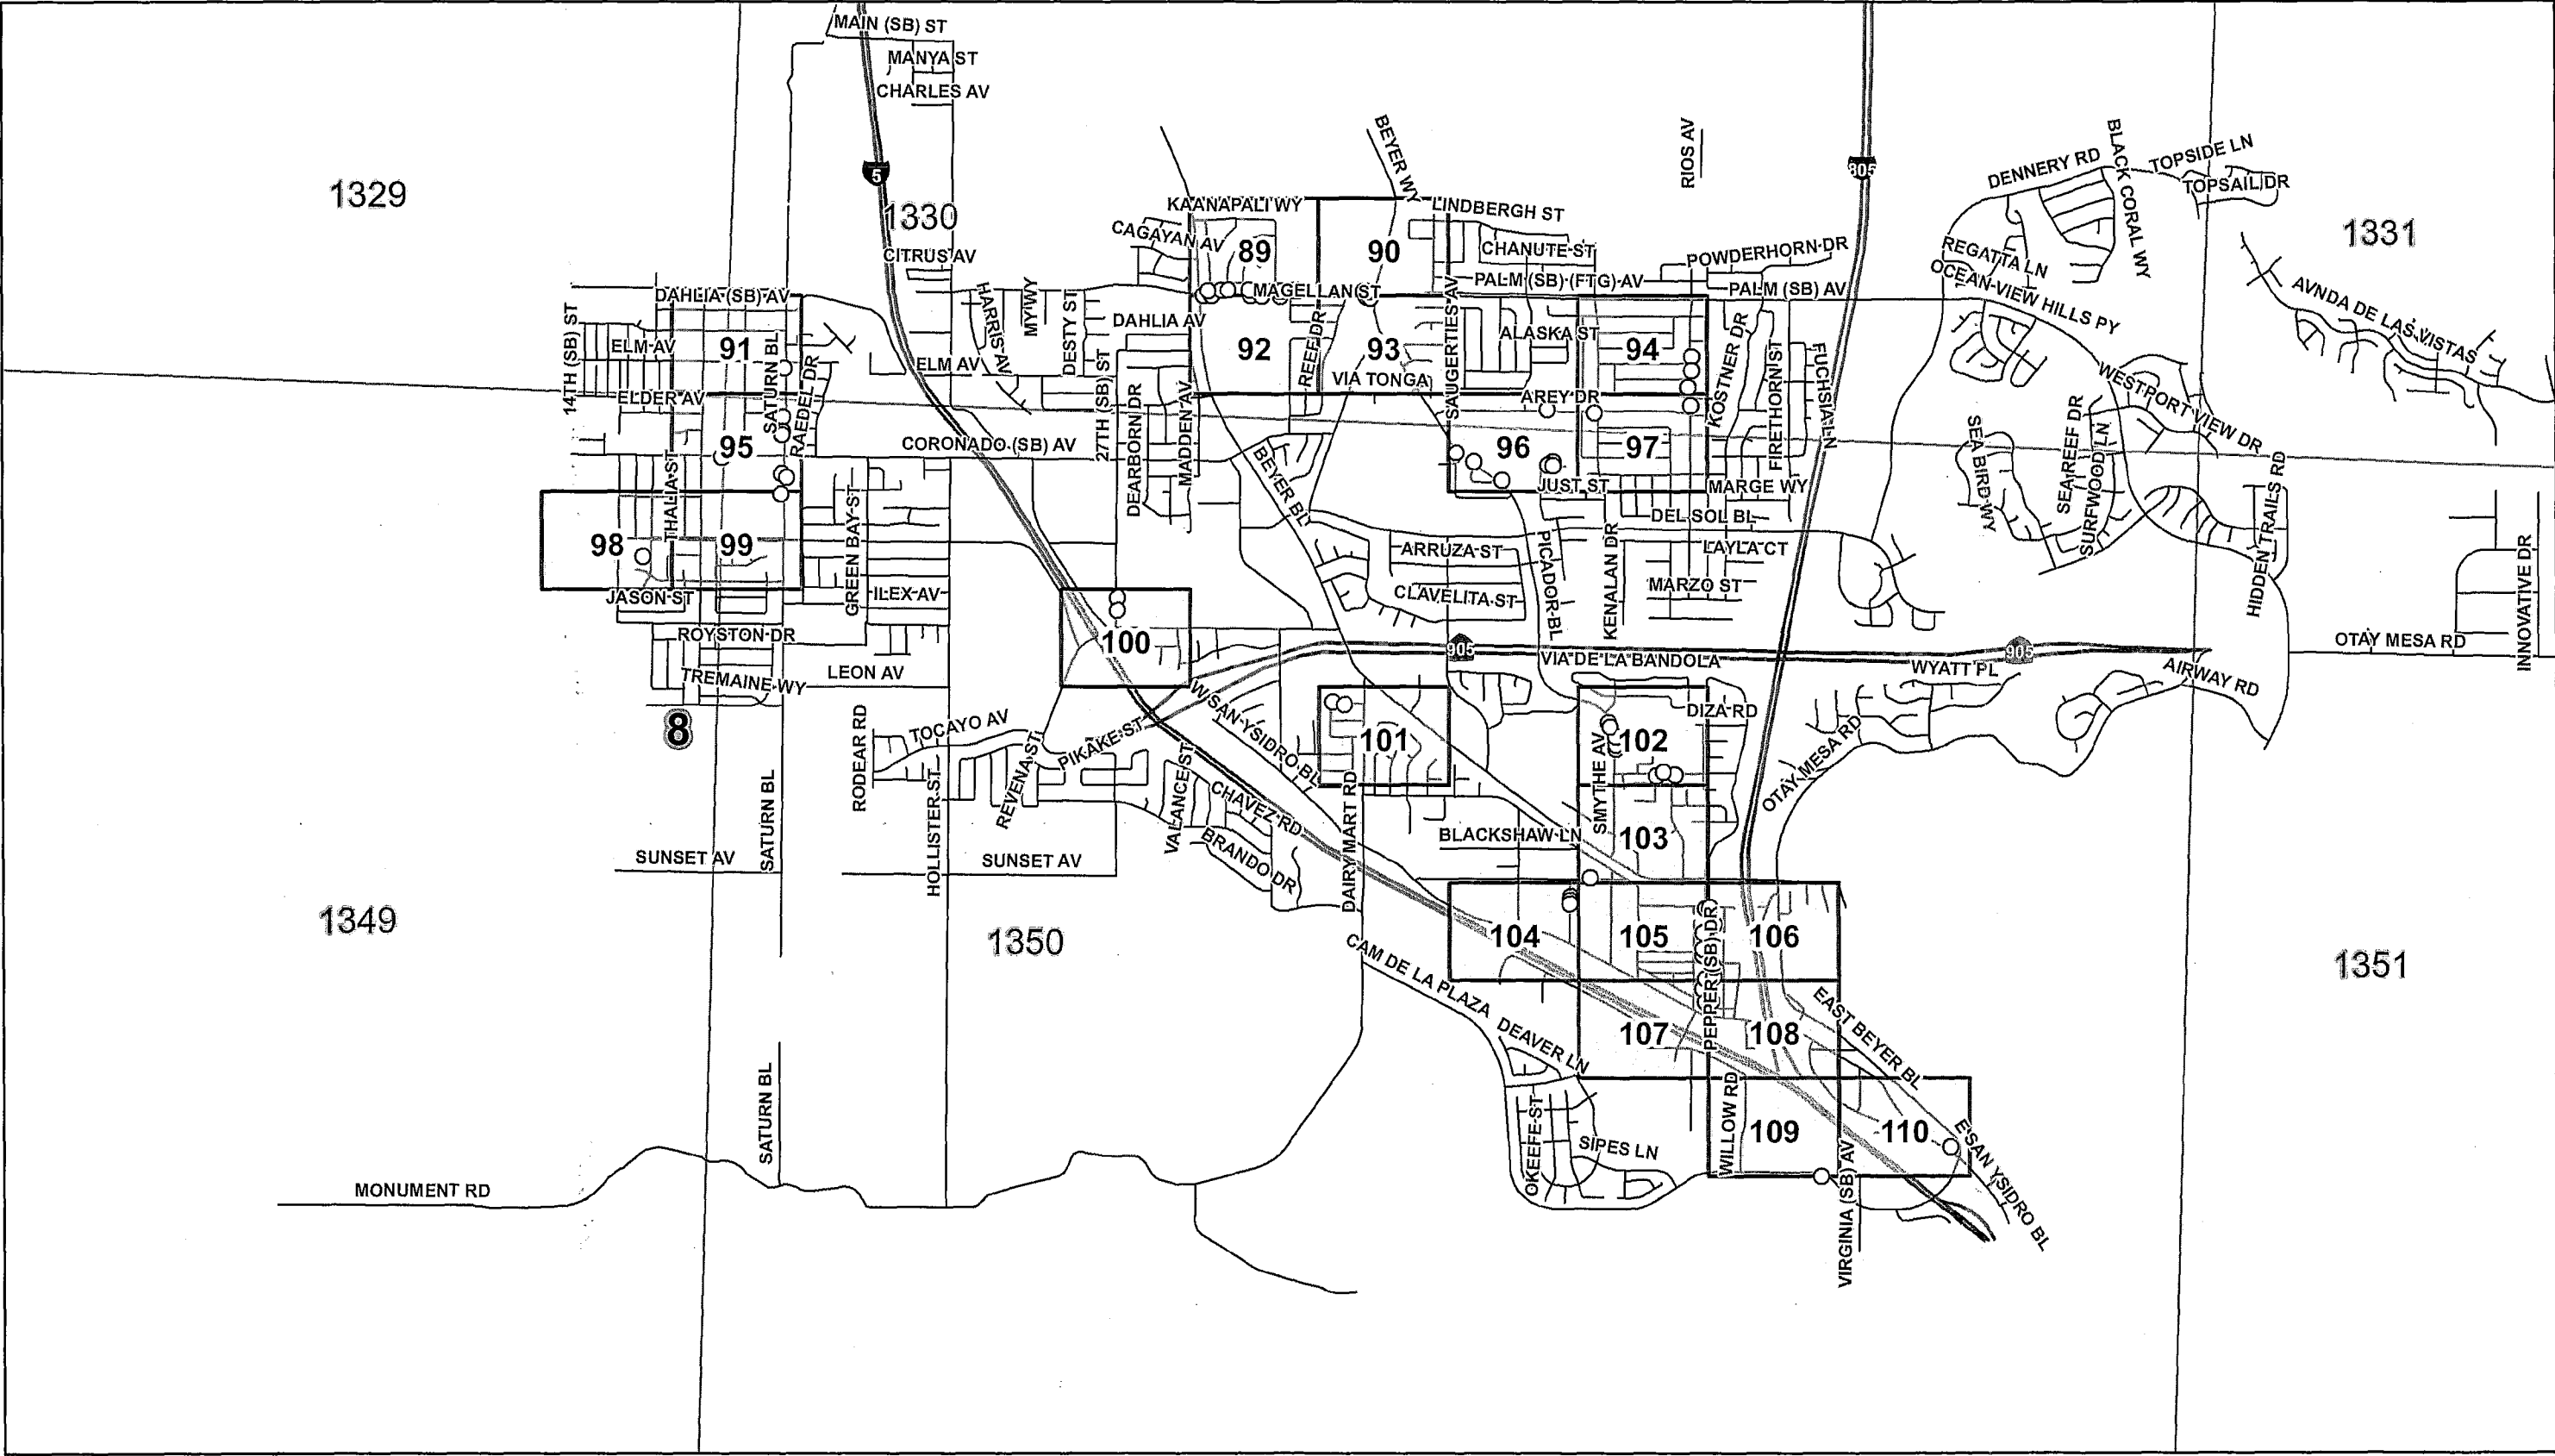 MAIN (SB) ST
MANYA ST
CHARLES AV
5
805
1329
1330
1331
RIOS AV
BEYER WY
DENNERY RD
BLACK CORAL WY
TOPSIDE LN
TOPSAIL DR
KAANAPALI WY
LINDBERGH ST
CAGAYAN AV
89
90
CHANUTE ST
POWDERHORN DR
REGATTA LN
OCEAN VIEW HILLS PY
CITRUS AV
PALM (SB) (FTG) AV
PALM (SB) AV
MAGELLAN ST
AVNDA DE LAS VISTAS
DAHLIA (SB) AV
HARRIS AV
MY WY
DESTY ST
DAHLIA AV
14TH (SB) ST
ELM AV
91
SATURN BL
RAEDEL DR
ELM AV
92
REEF DR
93
SAUGERTIES AV
ALASKA ST
94
KOSTNER DR
FIRETHORN ST
FUCHSIA LN
VIA TONGA
WESTPORT VIEW DR
ELDER AV
27TH (SB) ST
DEARBORN DR
MADDEN AV
AREY DR
95
CORONADO (SB) AV
96
97
SEA BIRD WY
SEA REEF DR
SURFWOOD LN
HIDDEN TRAILS RD
THALIA ST
BEYER BL
JUST ST
MARGE WY
DEL SOL BL
98
99
GREEN BAY ST
ARRUZA ST
PICADOR BL
KENALAN DR
LAYLA CT
INNOVATIVE DR
JASON ST
ILEX AV
CLAVELITA ST
MARZO ST
ROYSTON DR
100
905
905
OTAY MESA RD
VIA DE LA BANDOLA
WYATT PL
AIRWAY RD
TREMAINE WY
LEON AV
8
RODEAR RD
TOCAYO AV
W SAN YSIDRO BL
DIZA RD
PIKAKE ST
REVENA ST
101
102
SMYTHE AV
OTAY MESA RD
SATURN BL
HOLLISTER ST
VALANCE ST
CHAVEZ RD
BRANDO DR
DAIRY MART RD
BLACKSHAW LN
103
SUNSET AV
SUNSET AV
1349
1350
1351
104
105
106
PEPPER (SB) DR
CAM DE LA PLAZA
DEAVER LN
107
108
EAST BEYER BL
SATURN BL
OKEEFE ST
SIPES LN
WILLOW RD
109
110
VIRGINIA (SB) AV
E SAN YSIDRO BL
MONUMENT RD